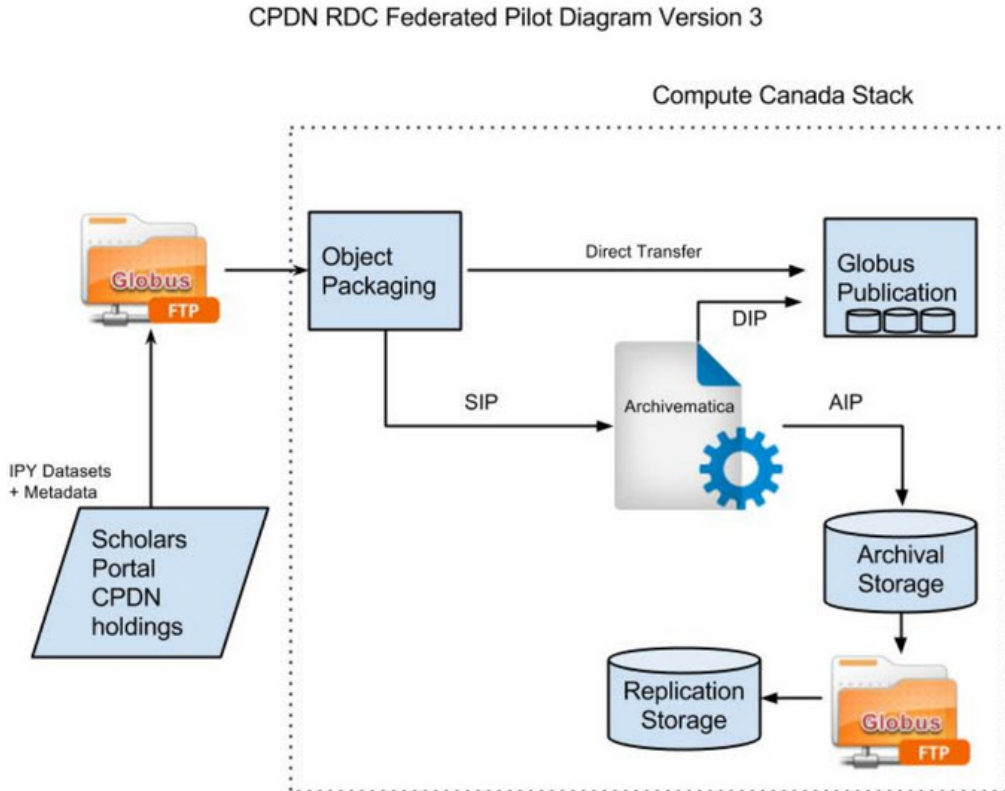 CPDN RDC Federated Pilot Diagram Version 3
Compute Canada Stack
Globus
FTP
Object
Packaging
Direct Transfer
Globus
Publication
DIP
SIP
Archivematica
AIP
IPY Datasets
+ Metadata
Scholars
Portal
CPDN
holdings
Archival
Storage
Replication
Storage
Globus
FTP